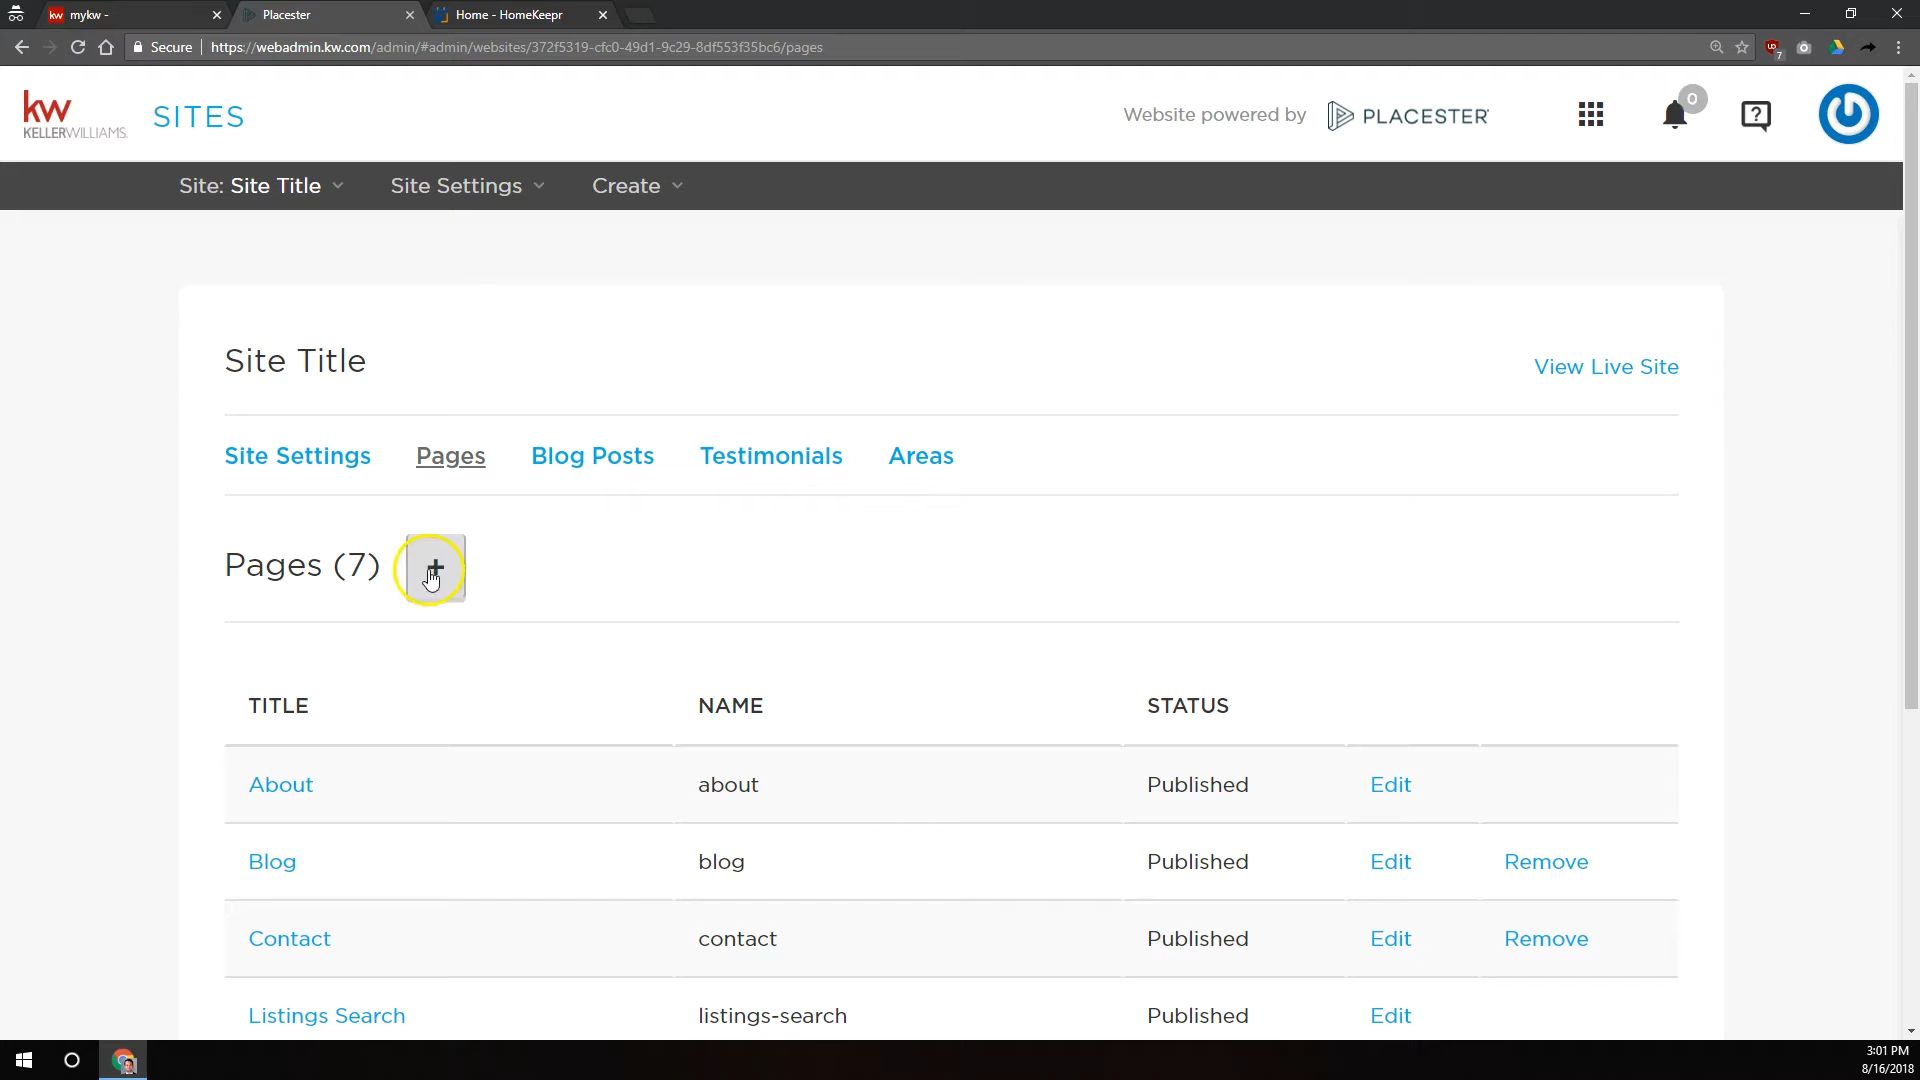 mykw -
Placester
Home - HomeKeepr
Secure https://webadmin.kw.com/admin/#admin/websites/372f5319-cfc0-49d1-9c29-8df553f35bc6/pages
7
kw
KELLERWILLIAMS.
SITES
Website powered by PLACESTER
0
?
Site: Site Title Site Settings Create
Site Title
View Live Site
Site Settings Pages Blog Posts Testimonials Areas
Pages (7) +
TITLE NAME STATUS
About about Published Edit
Blog blog Published Edit Remove
Contact contact Published Edit Remove
Listings Search listings-search Published Edit
3:01 PM
8/16/2018